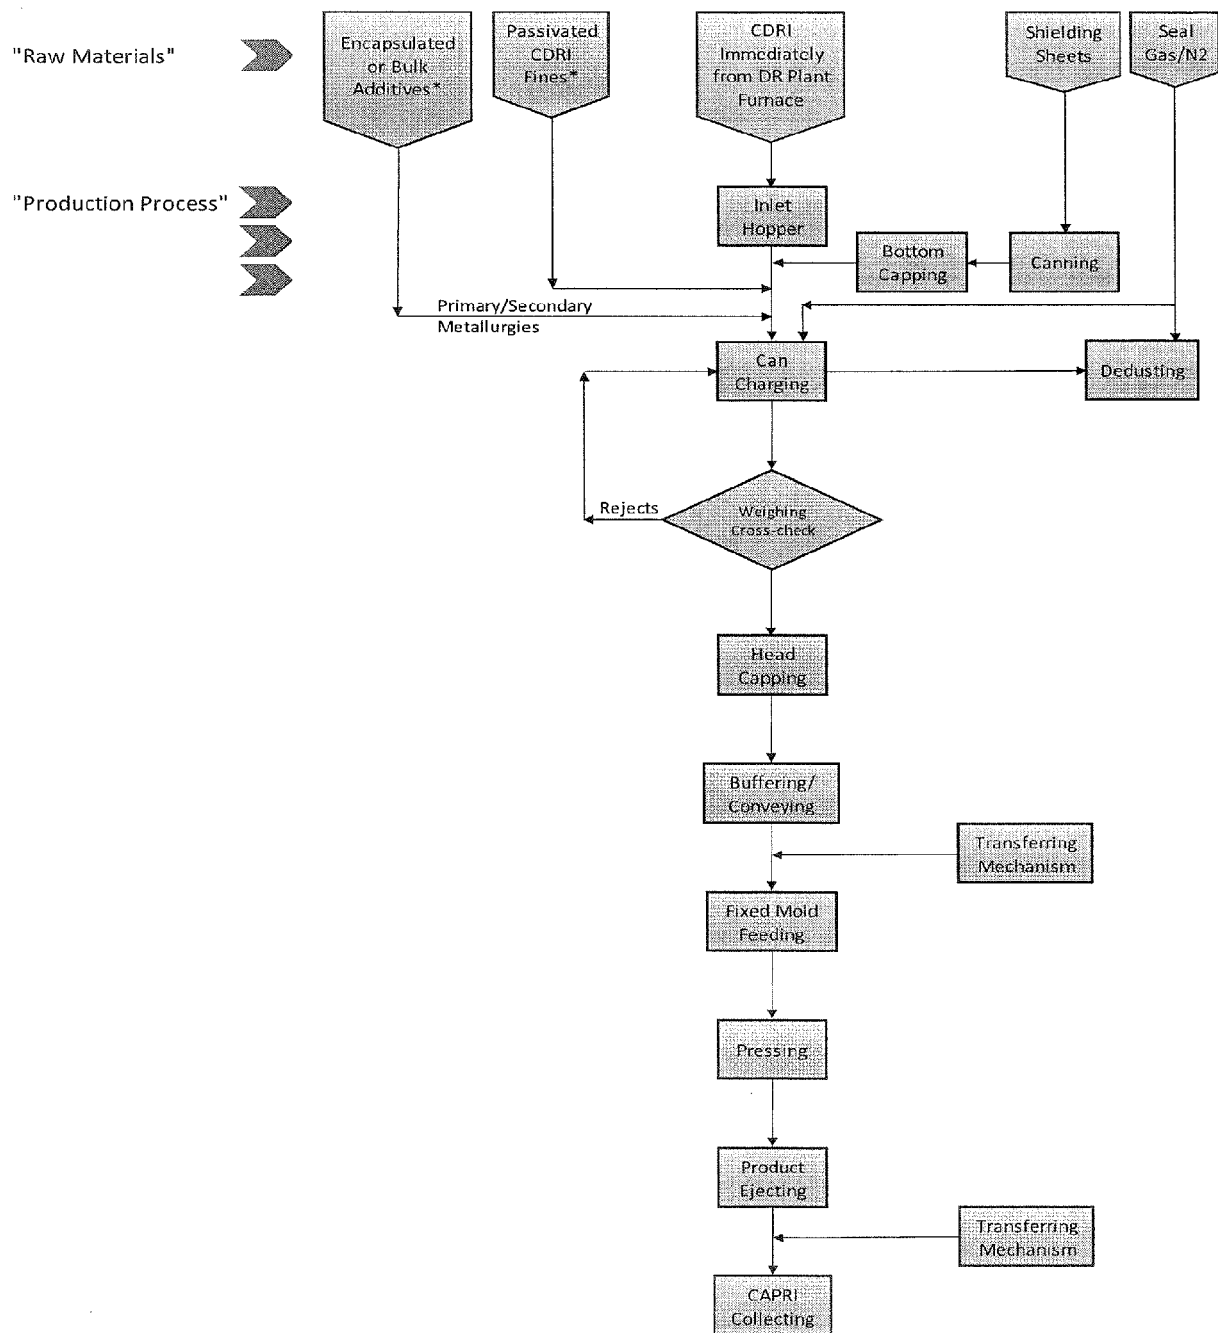 "Raw Materials"
Encapsulated
or Bulk
Additives*
Passivated
CDRI
Fines*
CDRI
Immediately
from DR Plant
Furnace
Shielding
Sheets
Seal
Gas/N2
"Production Process"
Inlet
Hopper
Bottom
Capping
Canning
Primary/Secondary
Metallurgies
Can
Charging
Dedusting
Rejects
Weighing
Cross-check
Head
Capping
Buffering/
Conveying
Transferring
Mechanism
Fixed Mold
Feeding
Pressing
Product
Ejecting
Transferring
Mechanism
CAPRI
Collecting